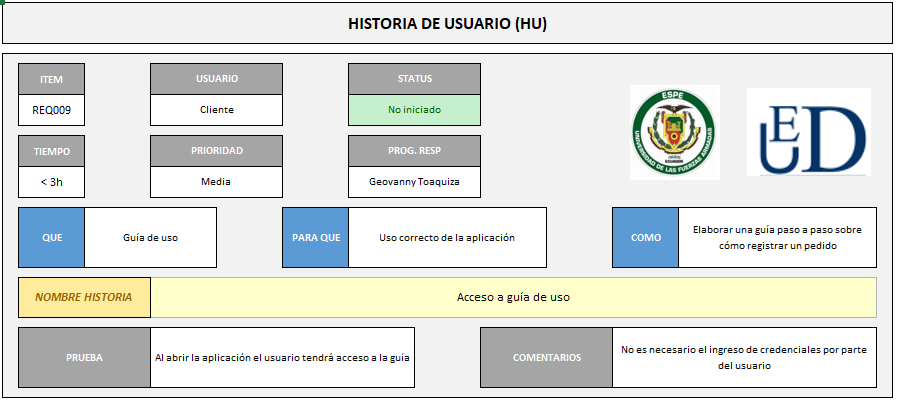 HISTORIA DE USUARIO (HU)
ITEM
USUARIO
STATUS
REQ009
Cliente
No iniciado
TIEMPO
PRIORIDAD
PROG. RESP
< 3h
Media
Geovanny Toaquiza
ESPE
UNIVERSIDAD DE LAS FUERZAS ARMADAS
ECUADOR
UED
QUE
Guía de uso
PARA QUE
Uso correcto de la aplicación
COMO
Elaborar una guía paso a paso sobre
cómo registrar un pedido
NOMBRE HISTORIA
Acceso a guía de uso
PRUEBA
Al abrir la aplicación el usuario tendrá acceso a la guía
COMENTARIOS
No es necesario el ingreso de credenciales por parte
del usuario